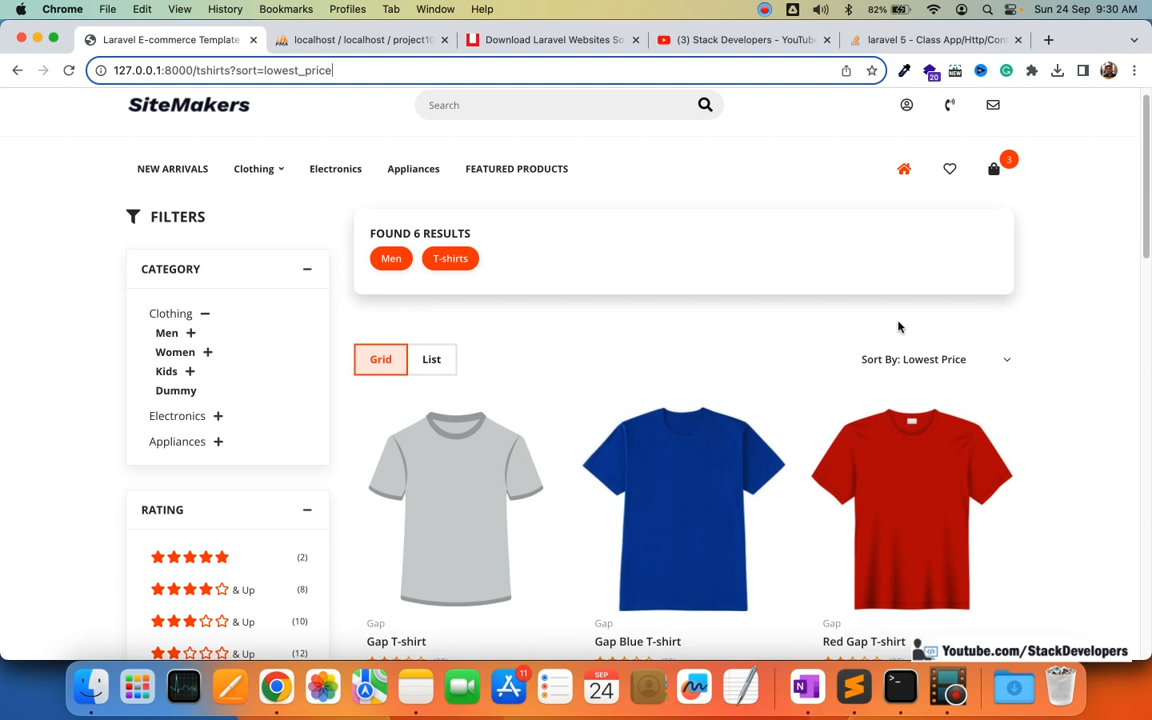 Chrome File Edit View History Bookmarks Profiles Tab Window Help 82% Sun 24 Sep 9:30 AM
Laravel E-commerce Template localhost / localhost / project10 Download Laravel Websites So (3) Stack Developers - YouTube laravel 5 - Class App/Http/Con
127.0.0.1:8000/tshirts?sort=lowest_price 20 NEW
SiteMakers Search
NEW ARRIVALS Clothing Electronics Appliances FEATURED PRODUCTS 3
FILTERS
FOUND 6 RESULTS
Men T-shirts
CATEGORY
Clothing
Men
Women
Kids
Dummy
Electronics
Appliances
Grid List Sort By: Lowest Price
RATING
(2)
& Up (8)
& Up (10)
& Up (12)
Gap Gap Gap
Gap T-shirt Gap Blue T-shirt Red Gap T-shirt
Youtube.com/StackDevelopers
11 SEP 24